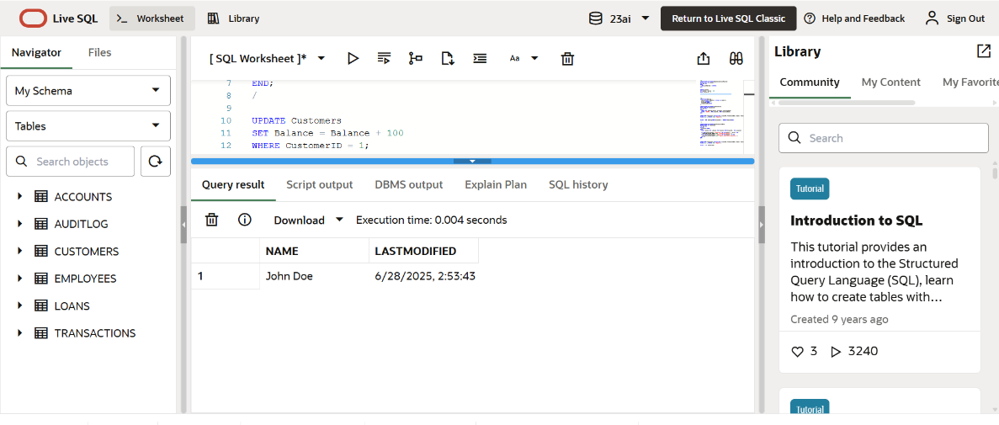 Live SQL
Worksheet
Library
23ai
Return to Live SQL Classic
Help and Feedback
Sign Out
Navigator
Files
My Schema
Tables
Search objects
ACCOUNTS
AUDITLOG
CUSTOMERS
EMPLOYEES
LOANS
TRANSACTIONS
[ SQL Worksheet ]*
Aa
7 END;
8 /
9
10 UPDATE Customers
11 SET Balance = Balance + 100
12 WHERE CustomerID = 1;
Query result
Script output
DBMS output
Explain Plan
SQL history
Download
Execution time: 0.004 seconds
NAME LASTMODIFIED
1 John Doe 6/28/2025, 2:53:43
Library
Community
My Content
My Favorite
Search
Tutorial
Introduction to SQL
This tutorial provides an
introduction to the Structured
Query Language (SQL), learn
how to create tables with...
Created 9 years ago
3
3240
Tutorial